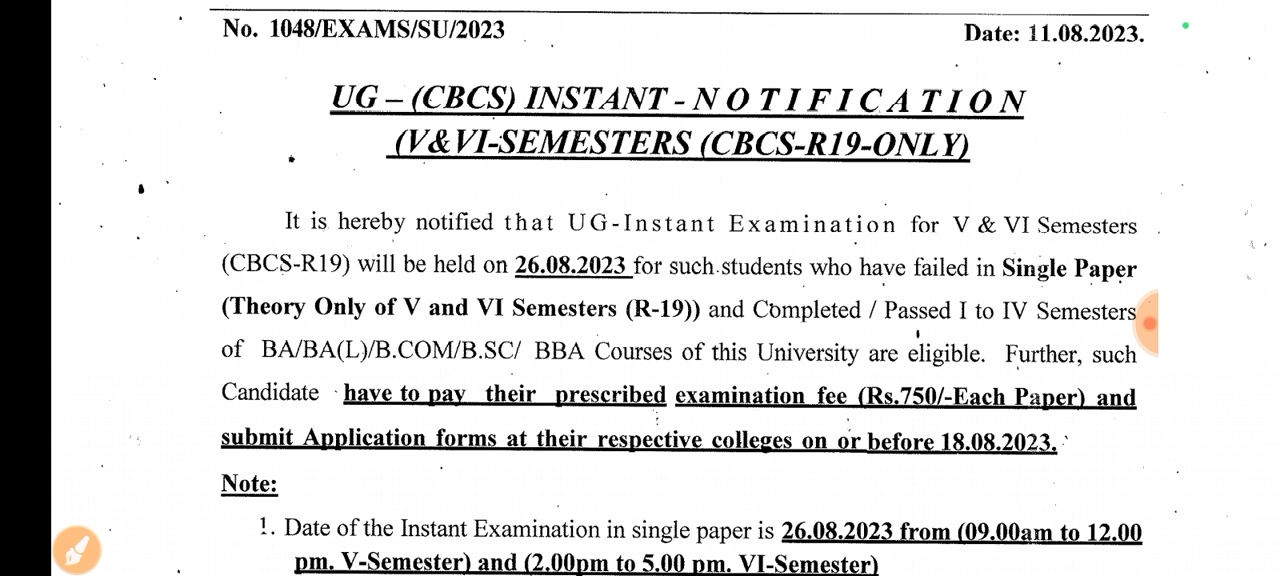 No. 1048/EXAMS/SU/2023 Date: 11.08.2023.
UG – (CBCS) INSTANT - N O T I F I C A T I O N
(V&VI-SEMESTERS (CBCS-R19-ONLY)
It is hereby notified that UG-Instant Examination for V & VI Semesters
(CBCS-R19) will be held on 26.08.2023 for such students who have failed in Single Paper
(Theory Only of V and VI Semesters (R-19)) and Completed / Passed I to IV Semesters
of BA/BA(L)/B.COM/B.SC/ BBA Courses of this University are eligible. Further, such
Candidate have to pay their prescribed examination fee (Rs.750/-Each Paper) and
submit Application forms at their respective colleges on or before 18.08.2023.
Note:
1. Date of the Instant Examination in single paper is 26.08.2023 from (09.00am to 12.00
pm. V-Semester) and (2.00pm to 5.00 pm. VI-Semester)